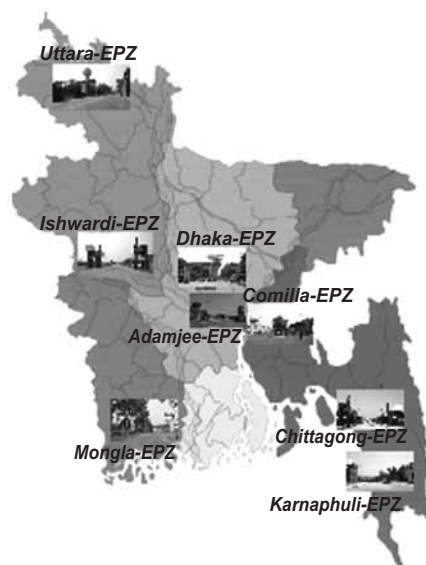 Uttara-EPZ
Ishwardi-EPZ
Dhaka-EPZ
Comilla-EPZ
Adamjee-EPZ
Chittagong-EPZ
Mongla-EPZ
Karnaphuli-EPZ